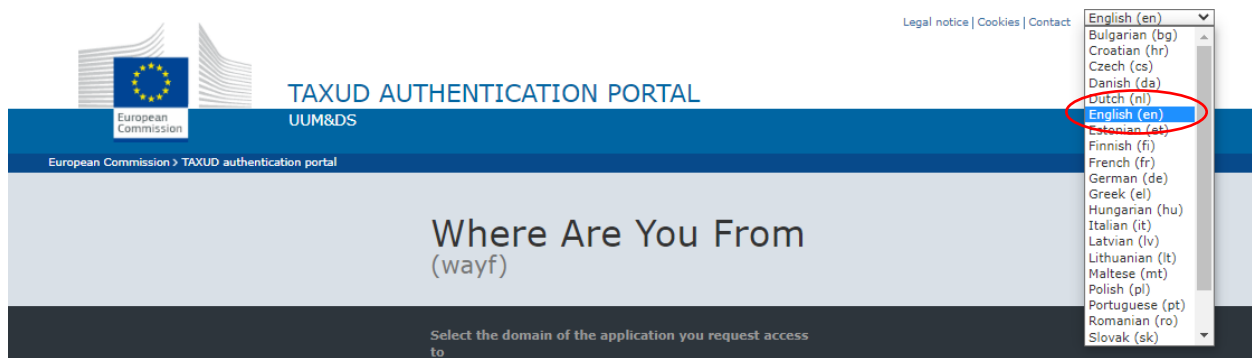 Legal notice | Cookies | Contact
English (en)
Bulgarian (bg)
Croatian (hr)
Czech (cs)
Danish (da)
Dutch (nl)
English (en)
Estonian (et)
Finnish (fi)
French (fr)
German (de)
Greek (el)
Hungarian (hu)
Italian (it)
Latvian (lv)
Lithuanian (lt)
Maltese (mt)
Polish (pl)
Portuguese (pt)
Romanian (ro)
Slovak (sk)
European
Commission
TAXUD AUTHENTICATION PORTAL
UUM&DS
European Commission > TAXUD authentication portal
Where Are You From
(wayf)
Select the domain of the application you request access
to